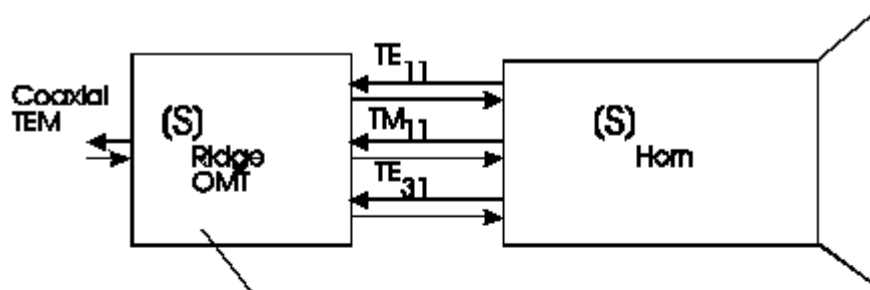 Coaxial
TEM
(S)
Ridge
OMT
TE11
TM11
TE31
(S)
Horn